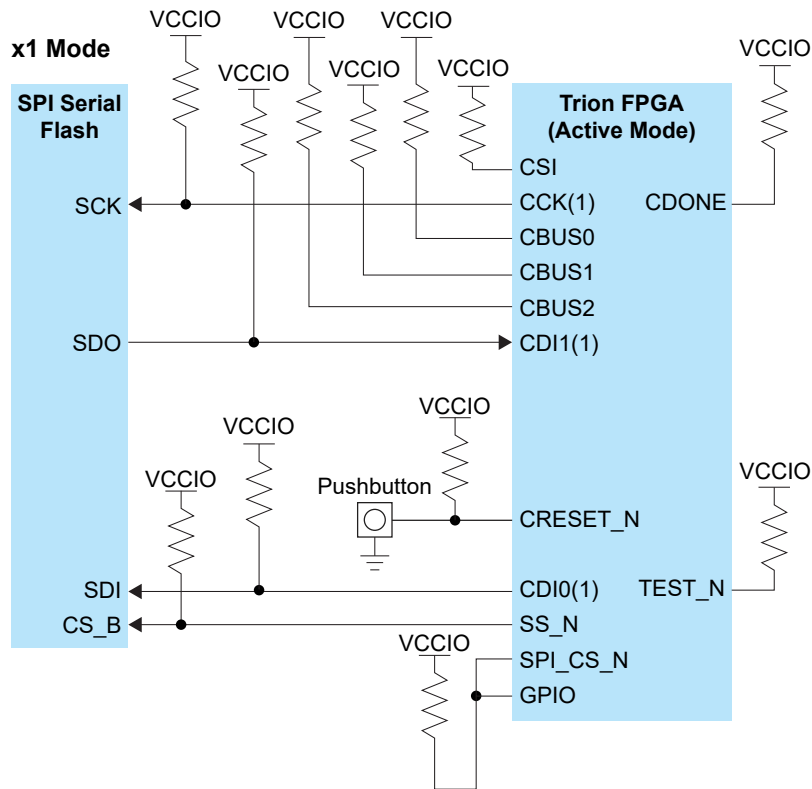 VCCIO
VCCIO
VCCIO
VCCIO
x1 Mode
VCCIO
VCCIO
VCCIO
SPI Serial
Flash
Trion FPGA
(Active Mode)
CSI
SCK
CCK(1)
CDONE
CBUS0
CBUS1
CBUS2
SDO
CDI1(1)
VCCIO
VCCIO
VCCIO
VCCIO
Pushbutton
CRESET_N
SDI
CDI0(1)
TEST_N
CS_B
SS_N
VCCIO
SPI_CS_N
GPIO